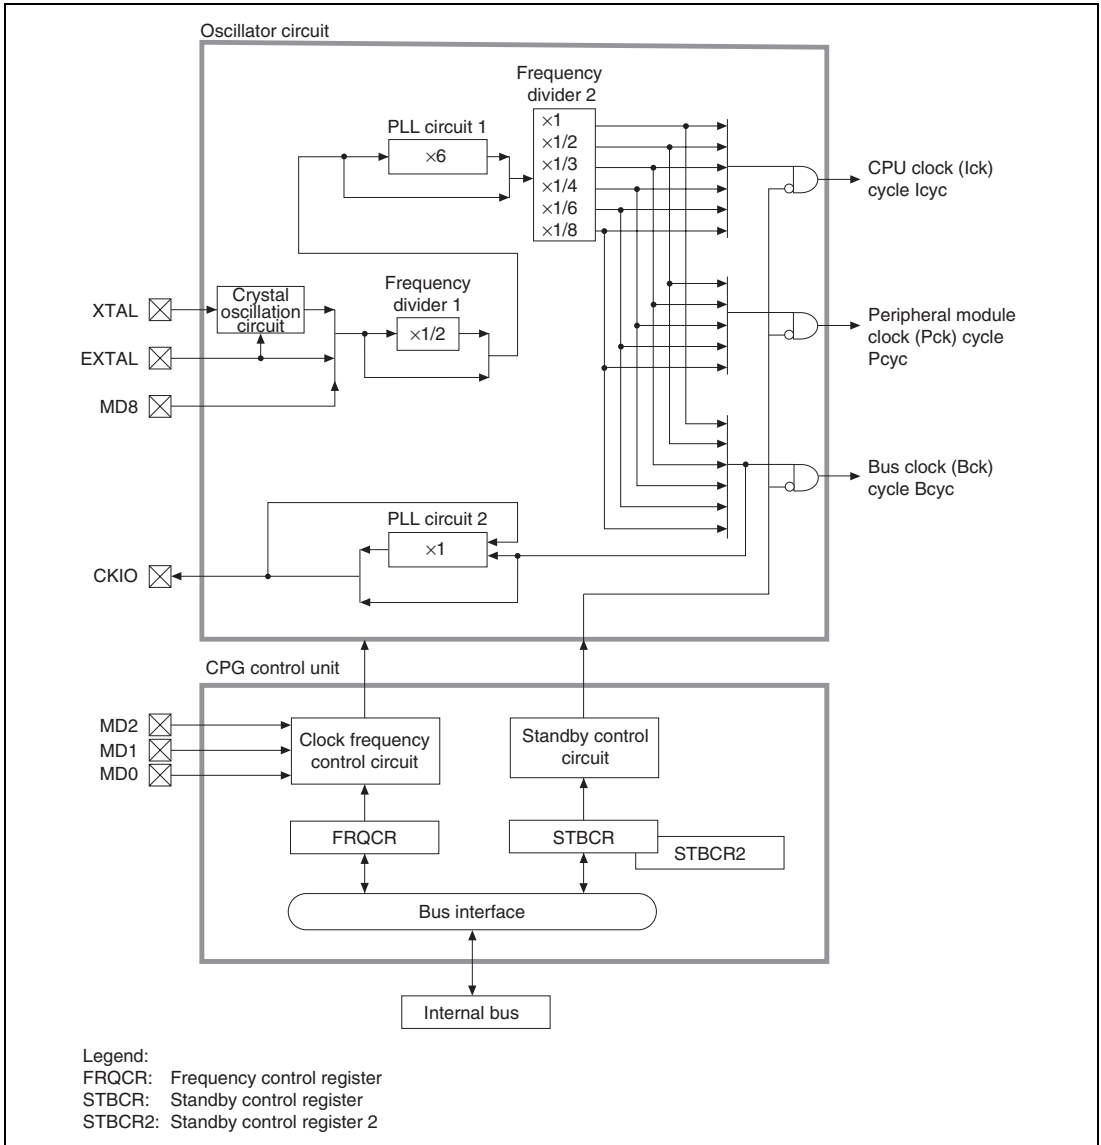 Oscillator circuit
Frequency
divider 2
PLL circuit 1
×6
×1
×1/2
×1/3
×1/4
×1/6
×1/8
CPU clock (Ick)
cycle Icyc
XTAL
Crystal
oscillation
circuit
Frequency
divider 1
×1/2
EXTAL
MD8
Peripheral module
clock (Pck) cycle
Pcyc
Bus clock (Bck)
cycle Bcyc
PLL circuit 2
×1
CKIO
CPG control unit
MD2
MD1
MD0
Clock frequency
control circuit
Standby control
circuit
FRQCR
STBCR
STBCR2
Bus interface
Internal bus
Legend:
FRQCR: Frequency control register
STBCR: Standby control register
STBCR2: Standby control register 2